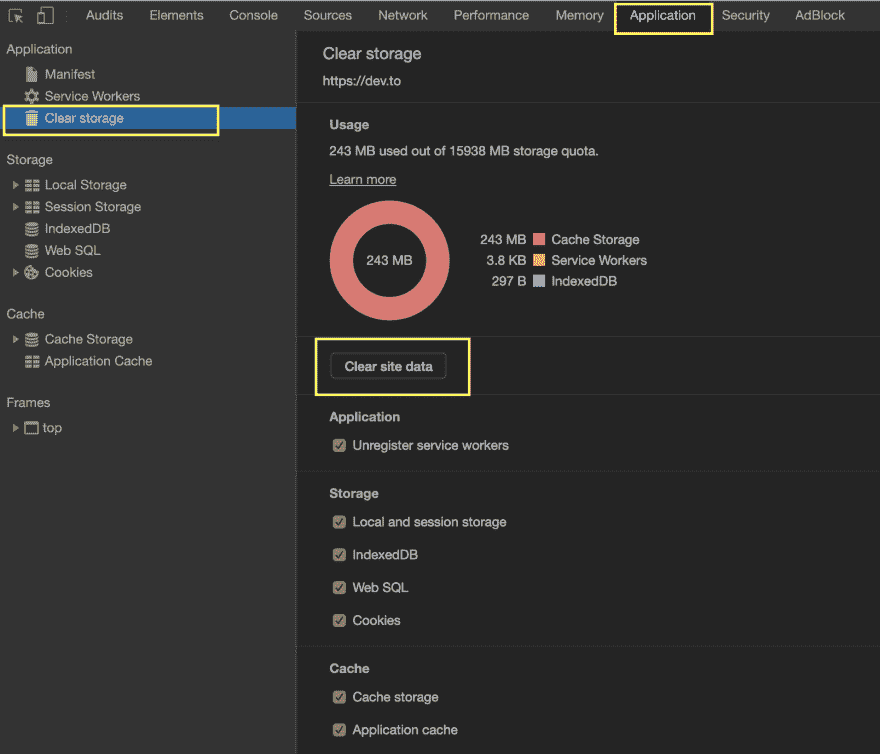 Audits Elements Console Sources Network Performance Memory Application Security AdBlock
Application
Manifest
Service Workers
Clear storage
Storage
Local Storage
Session Storage
IndexedDB
Web SQL
Cookies
Cache
Cache Storage
Application Cache
Frames
top
Clear storage
https://dev.to
Usage
243 MB used out of 15938 MB storage quota.
Learn more
243 MB
243 MB Cache Storage
3.8 KB Service Workers
297 B IndexedDB
Clear site data
Application
Unregister service workers
Storage
Local and session storage
IndexedDB
Web SQL
Cookies
Cache
Cache storage
Application cache